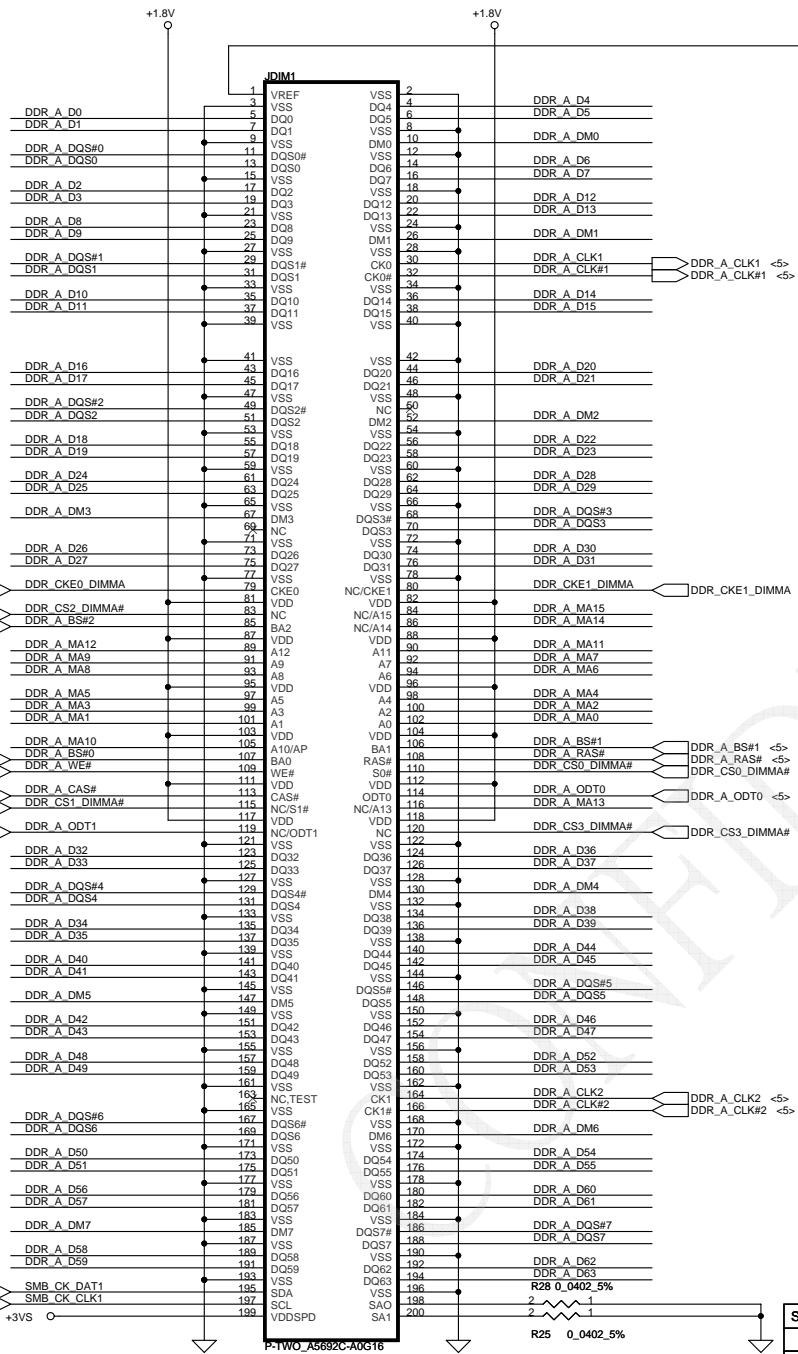 +1.8V +1.8V
JDIM1
1 VREF VSS 2
3 VSS DQ4 4 DDR_A_D4
DDR_A_D0 5 DQ0 DQ5 6 DDR_A_D5
DDR_A_D1 7 DQ1 VSS 8
9 VSS DM0 10 DDR_A_DM0
DDR_A_DQS#0 11 DQS0# VSS 12
DDR_A_DQS0 13 DQS0 DQ6 14 DDR_A_D6
15 VSS DQ7 16 DDR_A_D7
DDR_A_D2 17 DQ2 VSS 18
DDR_A_D3 19 DQ3 DQ12 20 DDR_A_D12
21 VSS DQ13 22 DDR_A_D13
DDR_A_D8 23 DQ8 VSS 24
DDR_A_D9 25 DQ9 DM1 26 DDR_A_DM1
27 VSS VSS 28
DDR_A_DQS#1 29 DQS1# CK0 30 DDR_A_CLK1 DDR_A_CLK1 <5>
DDR_A_DQS1 31 DQS1 CK0# 32 DDR_A_CLK#1 DDR_A_CLK#1 <5>
33 VSS VSS 34
DDR_A_D10 35 DQ10 DQ14 36 DDR_A_D14
DDR_A_D11 37 DQ11 DQ15 38 DDR_A_D15
39 VSS VSS 40
41 VSS VSS 42
DDR_A_D16 43 DQ16 DQ20 44 DDR_A_D20
DDR_A_D17 45 DQ17 DQ21 46 DDR_A_D21
47 VSS VSS 48
DDR_A_DQS#2 49 DQS2# NC 50
DDR_A_DQS2 51 DQS2 DM2 52 DDR_A_DM2
53 VSS VSS 54
DDR_A_D18 55 DQ18 DQ22 56 DDR_A_D22
DDR_A_D19 57 DQ19 DQ23 58 DDR_A_D23
59 VSS VSS 60
DDR_A_D24 61 DQ24 DQ28 62 DDR_A_D28
DDR_A_D25 63 DQ25 DQ29 64 DDR_A_D29
65 VSS VSS 66
DDR_A_DM3 67 DM3 DQS3# 68 DDR_A_DQS#3
69 NC DQS3 70 DDR_A_DQS3
71 VSS VSS 72
DDR_A_D26 73 DQ26 DQ30 74 DDR_A_D30
DDR_A_D27 75 DQ27 DQ31 76 DDR_A_D31
77 VSS VSS 78
DDR_CKE0_DIMMA 79 CKE0 NC/CKE1 80 DDR_CKE1_DIMMA DDR_CKE1_DIMMA
81 VDD VDD 82
DDR_CS2_DIMMA# 83 NC NC/A15 84 DDR_A_MA15
DDR_A_BS#2 85 BA2 NC/A14 86 DDR_A_MA14
87 VDD VDD 88
DDR_A_MA12 89 A12 A11 90 DDR_A_MA11
DDR_A_MA9 91 A9 A7 92 DDR_A_MA7
DDR_A_MA8 93 A8 A6 94 DDR_A_MA6
95 VDD VDD 96
DDR_A_MA5 97 A5 A4 98 DDR_A_MA4
DDR_A_MA3 99 A3 A2 100 DDR_A_MA2
DDR_A_MA1 101 A1 A0 102 DDR_A_MA0
103 VDD VDD 104
DDR_A_MA10 105 A10/AP BA1 106 DDR_A_BS#1 DDR_A_BS#1 <5>
DDR_A_BS#0 107 BA0 RAS# 108 DDR_A_RAS# DDR_A_RAS# <5>
DDR_A_WE# 109 WE# S0# 110 DDR_CS0_DIMMA# DDR_CS0_DIMMA#
111 VDD VDD 112
DDR_A_CAS# 113 CAS# ODT0 114 DDR_A_ODT0 DDR_A_ODT0 <5>
DDR_CS1_DIMMA# 115 NC/S1# NC/A13 116 DDR_A_MA13
117 VDD VDD 118
DDR_A_ODT1 119 NC/ODT1 NC 120 DDR_CS3_DIMMA# DDR_CS3_DIMMA#
121 VSS VSS 122
DDR_A_D32 123 DQ32 DQ36 124 DDR_A_D36
DDR_A_D33 125 DQ33 DQ37 126 DDR_A_D37
127 VSS VSS 128
DDR_A_DQS#4 129 DQS4# DM4 130 DDR_A_DM4
DDR_A_DQS4 131 DQS4 VSS 132
133 VSS DQ38 134 DDR_A_D38
DDR_A_D34 135 DQ34 DQ39 136 DDR_A_D39
DDR_A_D35 137 DQ35 VSS 138
139 VSS DQ44 140 DDR_A_D44
DDR_A_D40 141 DQ40 DQ45 142 DDR_A_D45
DDR_A_D41 143 DQ41 VSS 144
145 VSS DQS5# 146 DDR_A_DQS#5
DDR_A_DM5 147 DM5 DQS5 148 DDR_A_DQS5
149 VSS VSS 150
DDR_A_D42 151 DQ42 DQ46 152 DDR_A_D46
DDR_A_D43 153 DQ43 DQ47 154 DDR_A_D47
155 VSS VSS 156
DDR_A_D48 157 DQ48 DQ52 158 DDR_A_D52
DDR_A_D49 159 DQ49 DQ53 160 DDR_A_D53
161 VSS VSS 162
163 NC,TEST CK1 164 DDR_A_CLK2 DDR_A_CLK2 <5>
165 VSS CK1# 166 DDR_A_CLK#2 DDR_A_CLK#2 <5>
DDR_A_DQS#6 167 DQS6# VSS 168
DDR_A_DQS6 169 DQS6 DM6 170 DDR_A_DM6
171 VSS VSS 172
DDR_A_D50 173 DQ50 DQ54 174 DDR_A_D54
DDR_A_D51 175 DQ51 DQ55 176 DDR_A_D55
177 VSS VSS 178
DDR_A_D56 179 DQ56 DQ60 180 DDR_A_D60
DDR_A_D57 181 DQ57 DQ61 182 DDR_A_D61
183 VSS VSS 184
DDR_A_DM7 185 DM7 DQS7# 186 DDR_A_DQS#7
187 VSS DQS7 188 DDR_A_DQS7
DDR_A_D58 189 DQ58 VSS 190
DDR_A_D59 191 DQ59 DQ62 192 DDR_A_D62
193 VSS DQ63 194 DDR_A_D63
SMB_CK_DAT1 195 SDA VSS 196 R28 0_0402_5%
SMB_CK_CLK1 197 SCL SAO 198 2 1
+3VS 199 VDDSPD SA1 200 2 1
R25 0_0402_5%
P-TWO_A5692C-A0G16
S